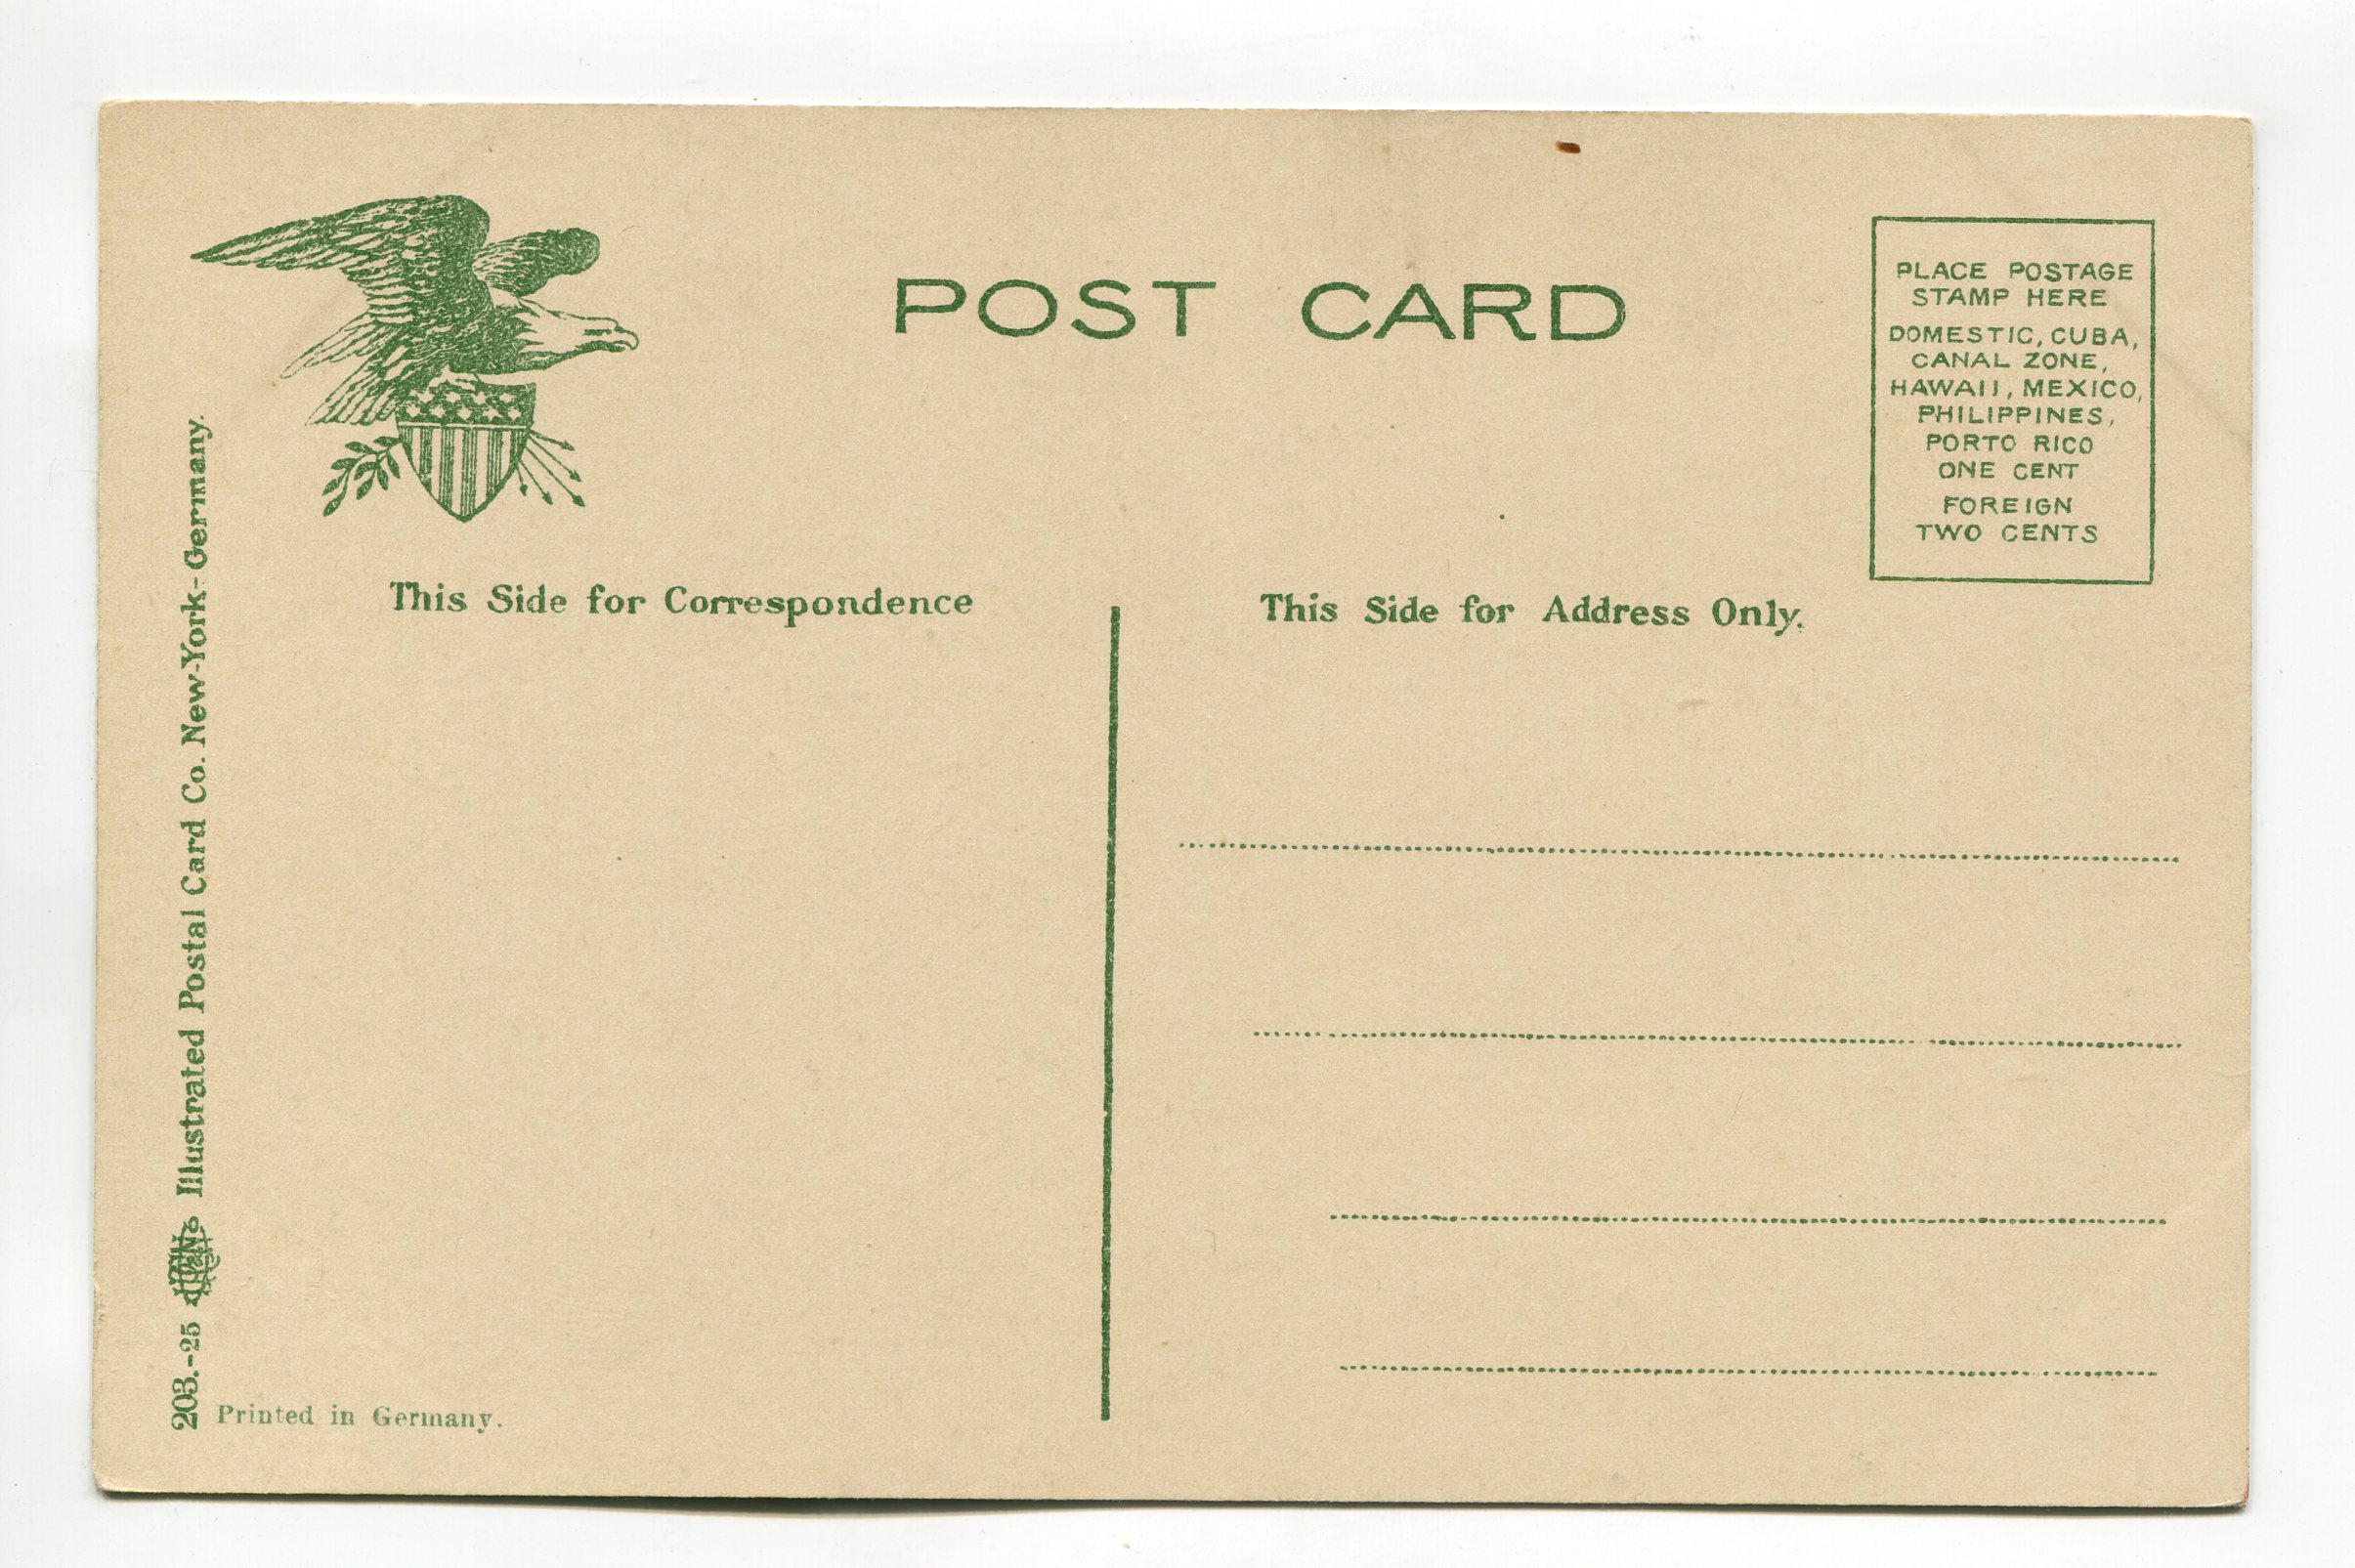 POST CARD
PLACE POSTAGE
STAMP HERE
DOMESTIC, CUBA,
CANAL ZONE,
HAWAII, MEXICO,
PHILIPPINES,
PORTO RICO
ONE CENT
FOREIGN
TWO CENTS
This Side for Correspondence
This Side for Address Only.
203.-25 Illustrated Postal Card Co. New-York-Germany.
Printed in Germany.